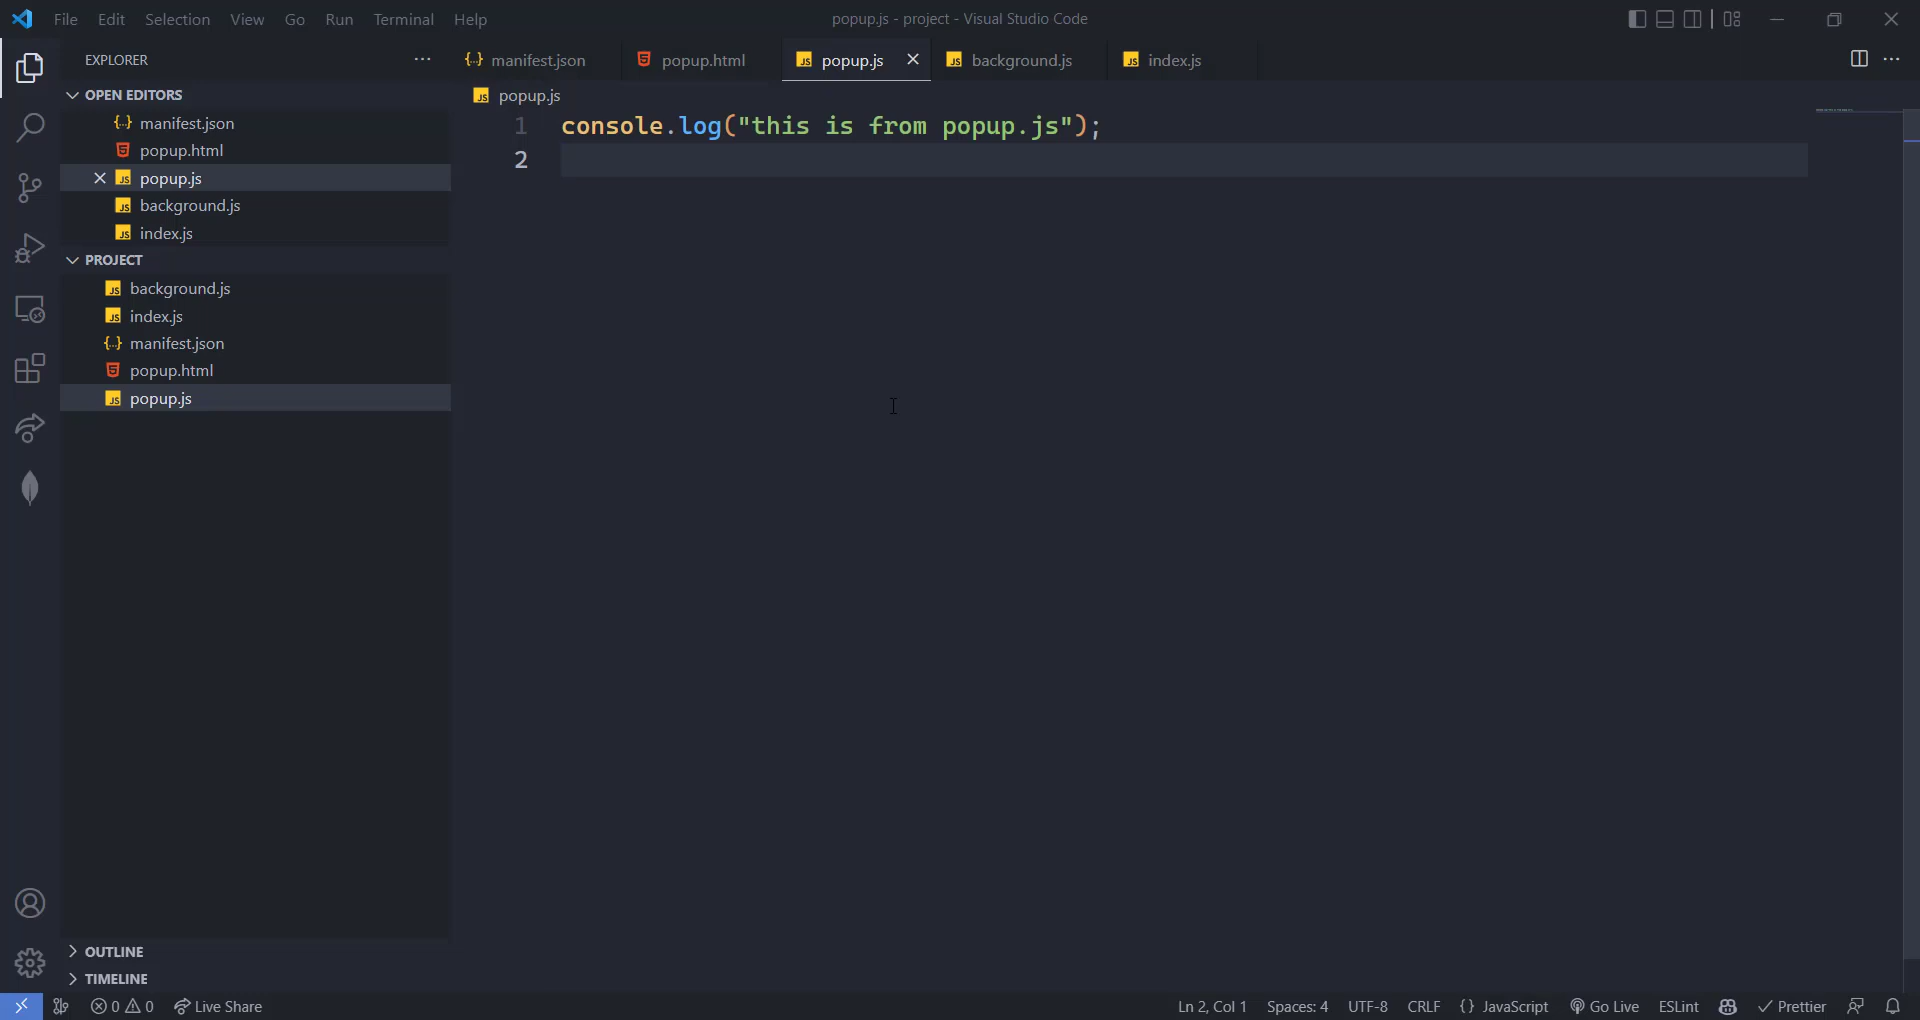 File Edit Selection View Go Run Terminal Help
popup.js - project - Visual Studio Code
EXPLORER
manifest.json
popup.html
popup.js
background.js
index.js
OPEN EDITORS
manifest.json
popup.html
popup.js
background.js
index.js
PROJECT
background.js
index.js
manifest.json
popup.html
popup.js
OUTLINE
TIMELINE
popup.js
1 console.log("this is from popup.js");
2
0 0 Live Share
Ln 2, Col 1 Spaces: 4 UTF-8 CRLF {} JavaScript Go Live ESLint Prettier